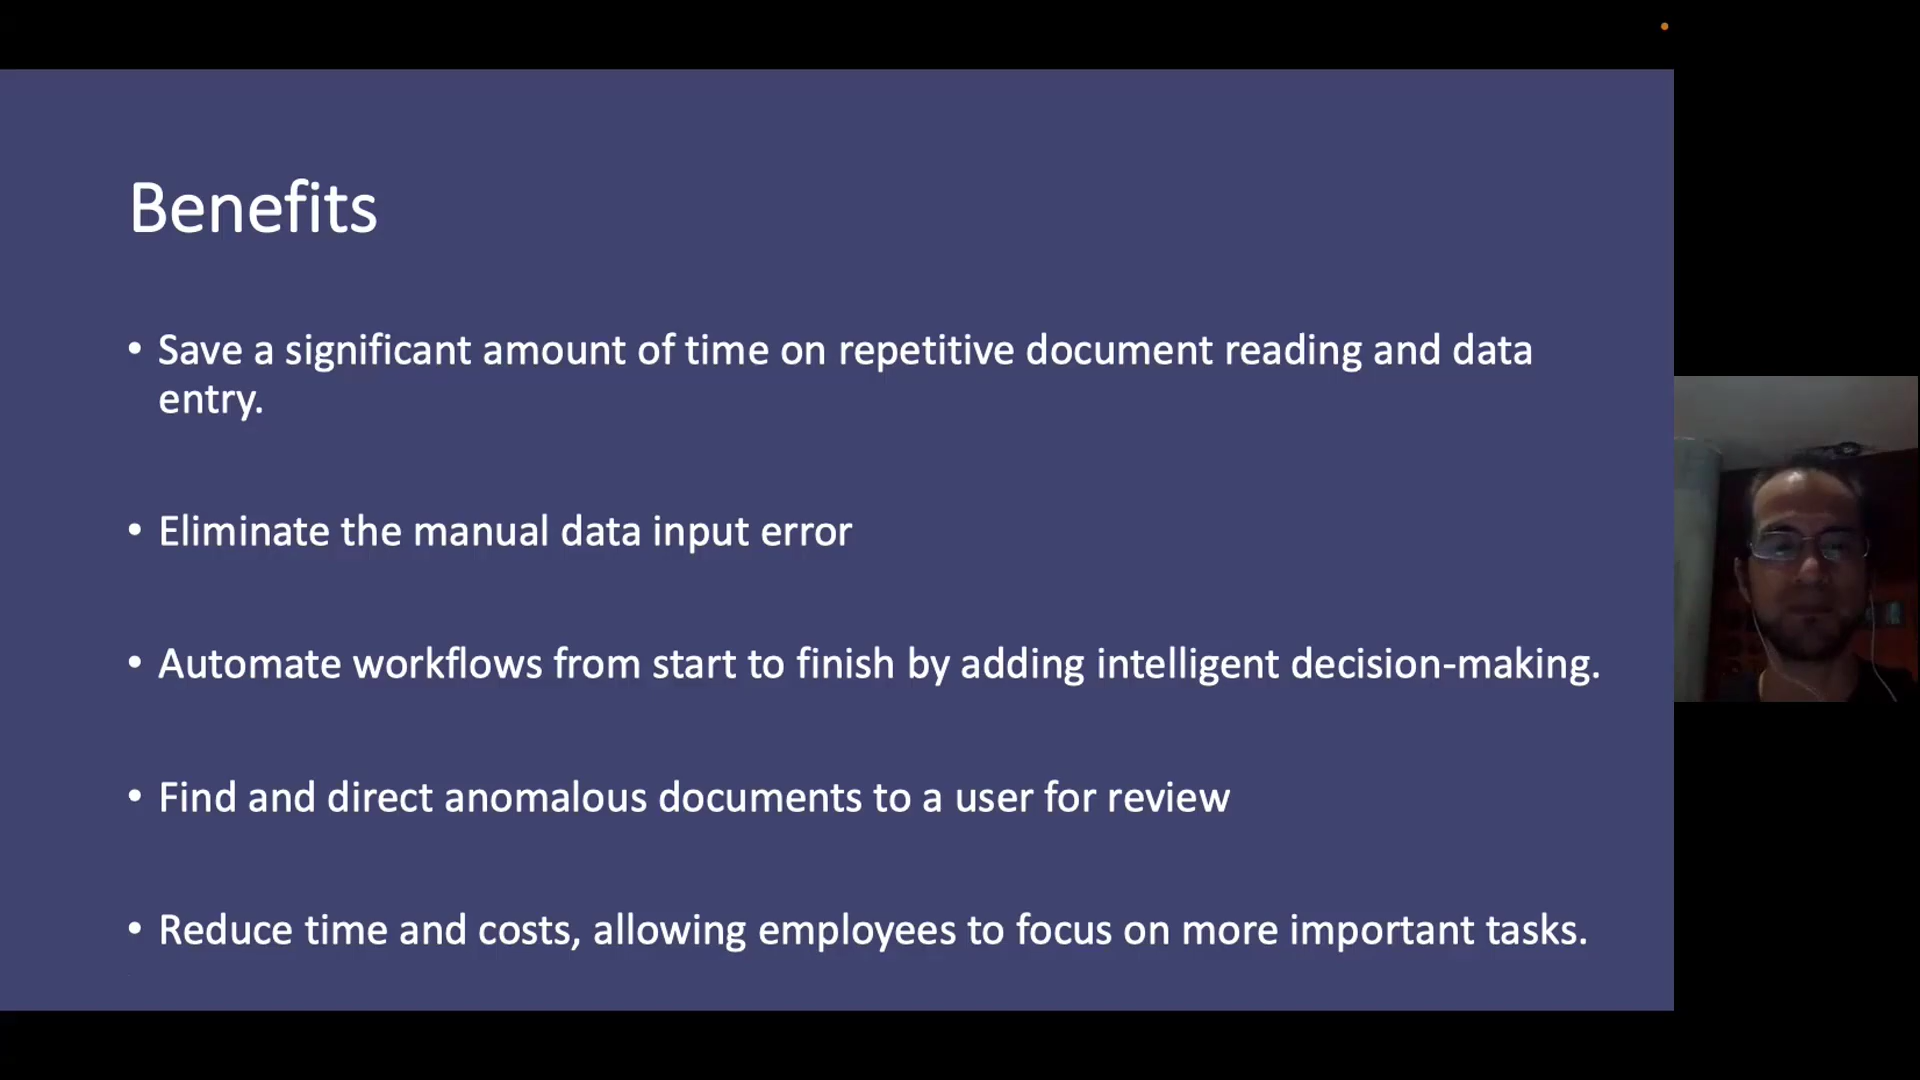 Benefits
• Save a significant amount of time on repetitive document reading and data
entry.
• Eliminate the manual data input error
• Automate workflows from start to finish by adding intelligent decision-making.
• Find and direct anomalous documents to a user for review
• Reduce time and costs, allowing employees to focus on more important tasks.